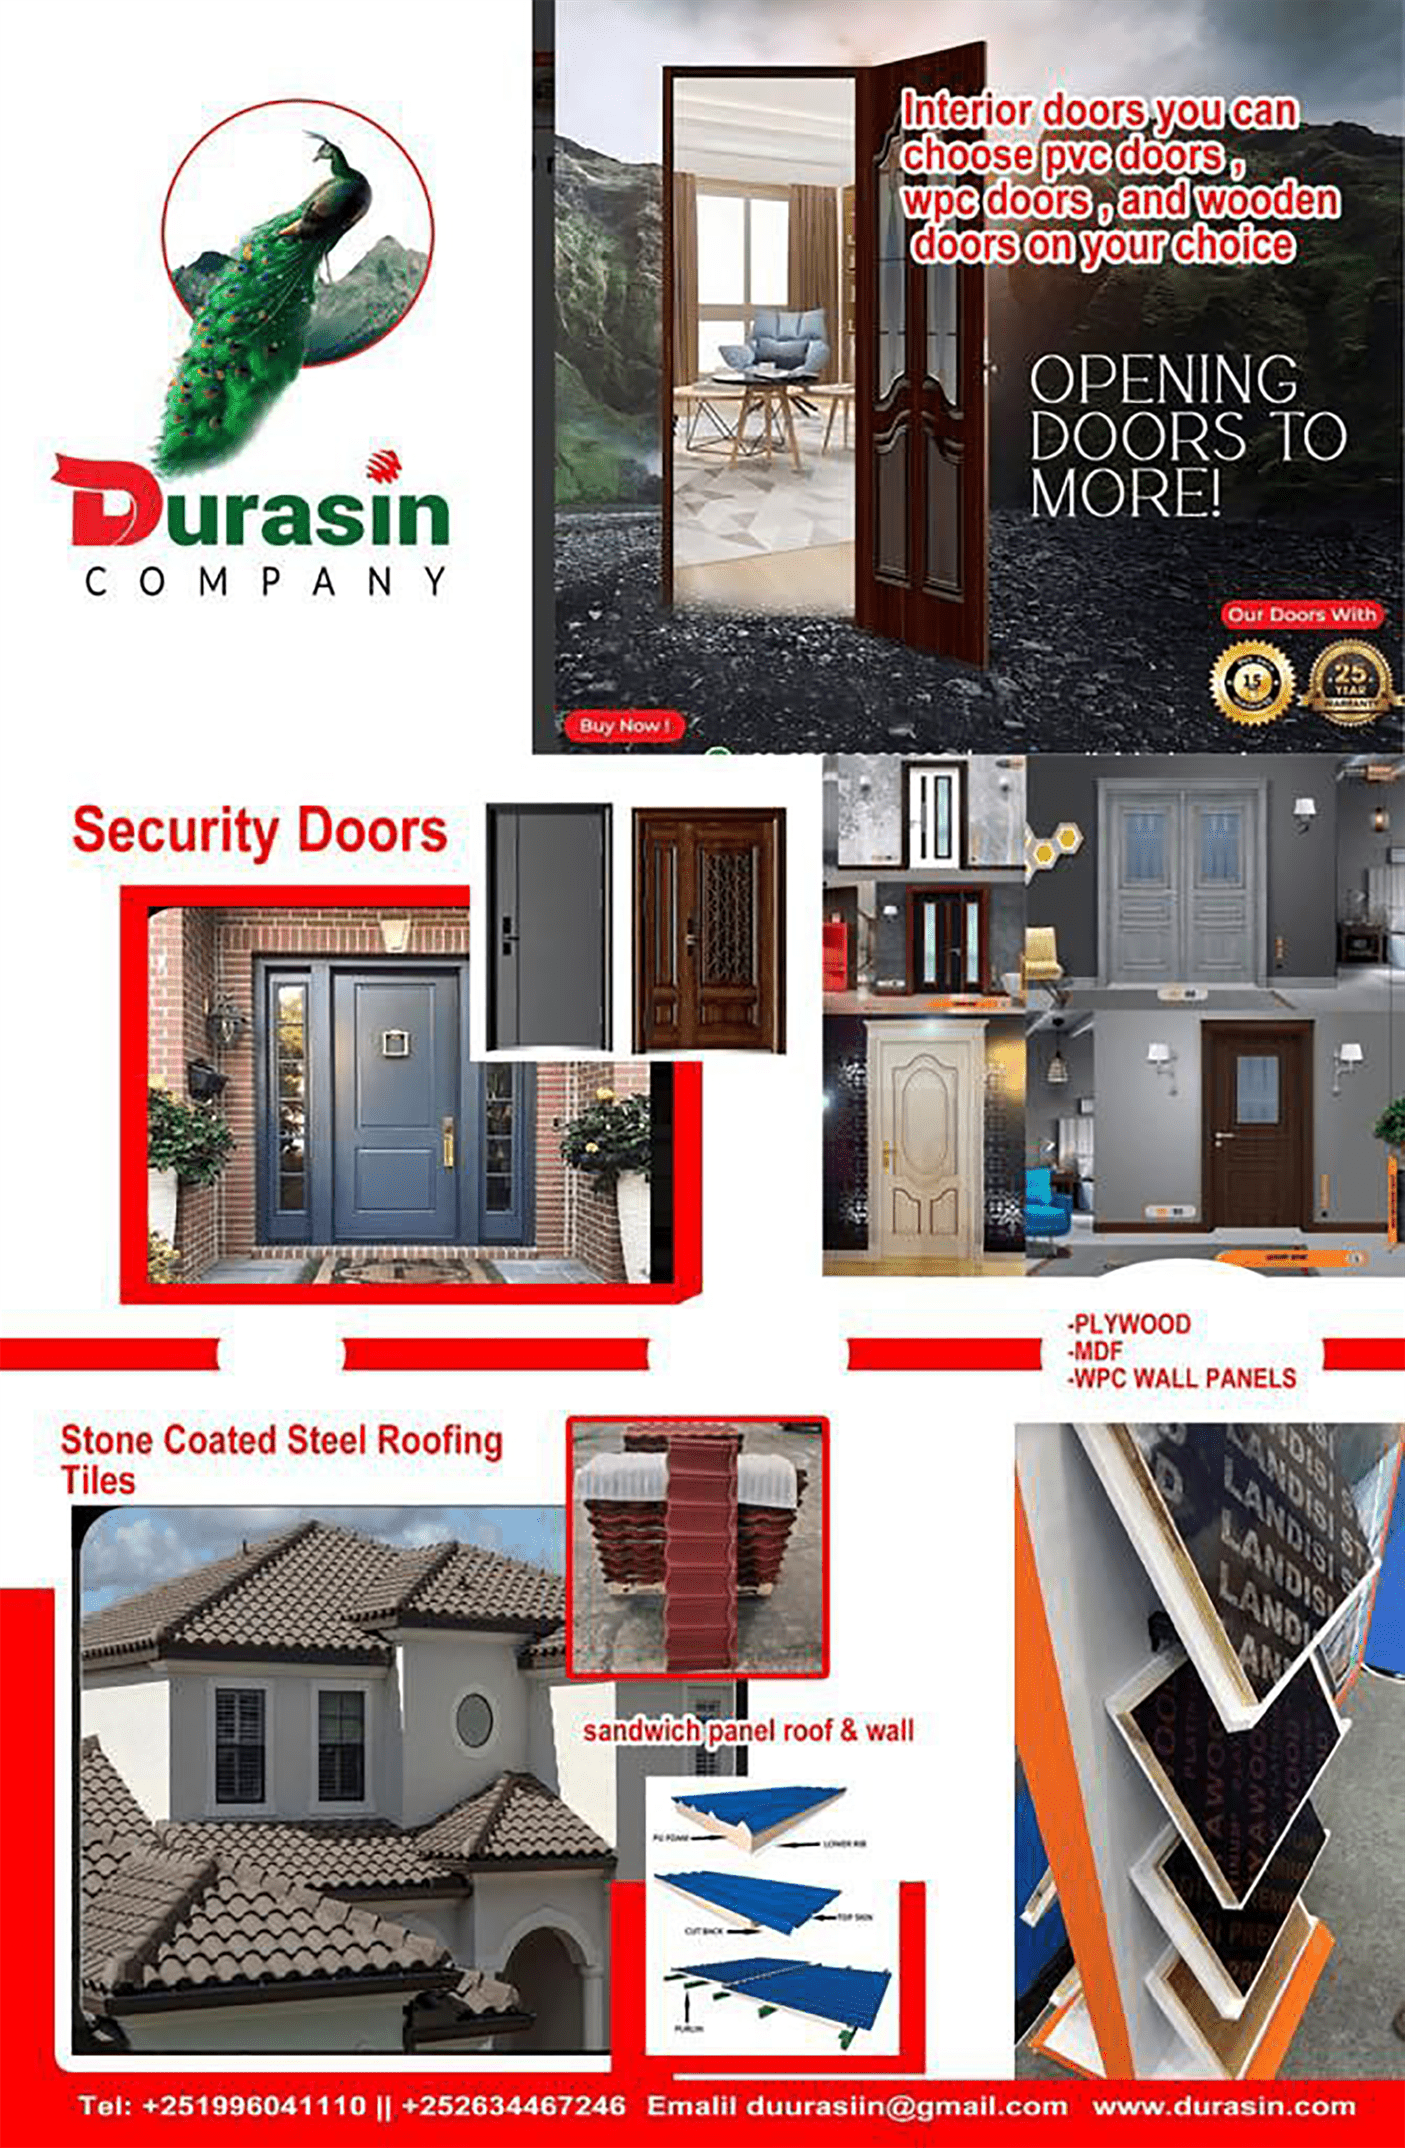 Durasin
COMPANY
Interior doors you can
choose pvc doors ,
wpc doors , and wooden
doors on your choice
OPENING
DOORS TO
MORE!
Our Doors With
15
25
YEAR
WARRANTY
Buy Now !
Security Doors
-PLYWOOD
-MDF
-WPC WALL PANELS
Stone Coated Steel Roofing
Tiles
sandwich panel roof & wall
PU FOAM
LOWER RIB
TOP SKIN
CUT BACK
PURLIN
LANDISI
LANDISI
LANDISI
LANDISI
Tel: +251996041110 || +252634467246 Emalil duurasiin@gmail.com www.durasin.com